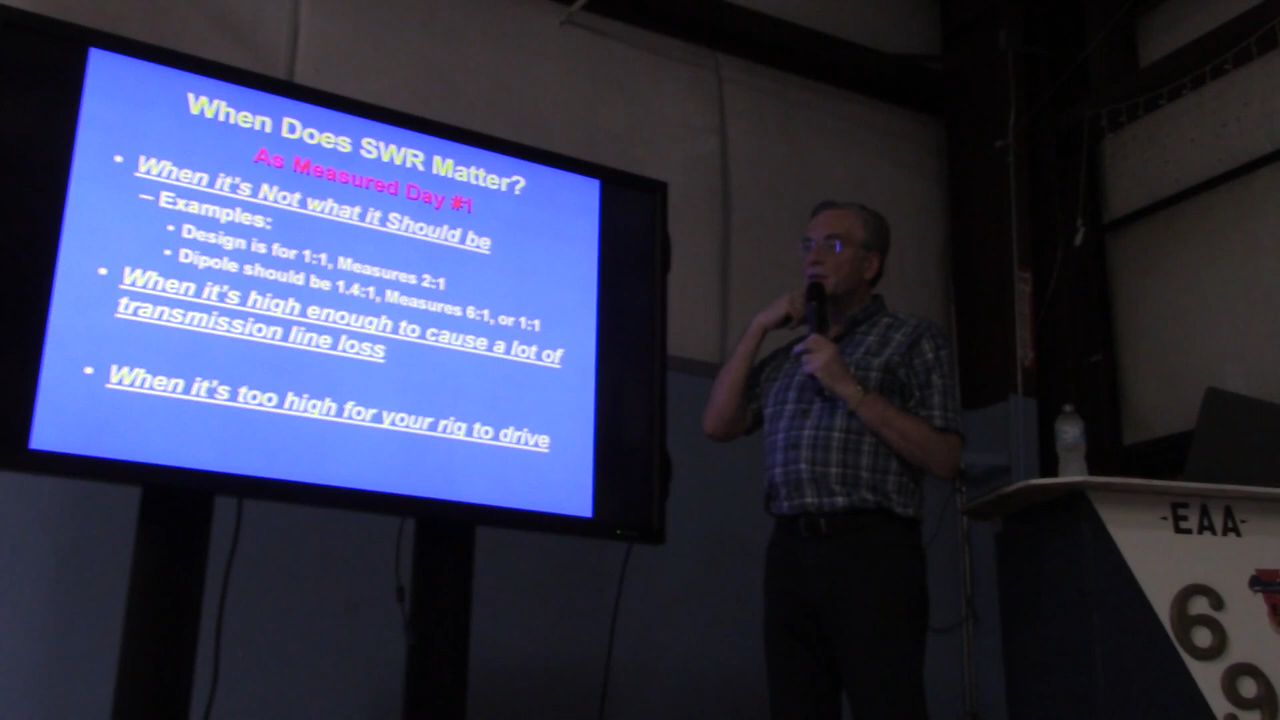 When Does SWR Matter?
As Measured Day #1
• When it's Not what it Should be
– Examples:
• Design is for 1:1, Measures 2:1
• Dipole should be 1.4:1, Measures 6:1, or 1:1
• When it's high enough to cause a lot of
transmission line loss
• When it's too high for your rig to drive
-EAA-
6
9